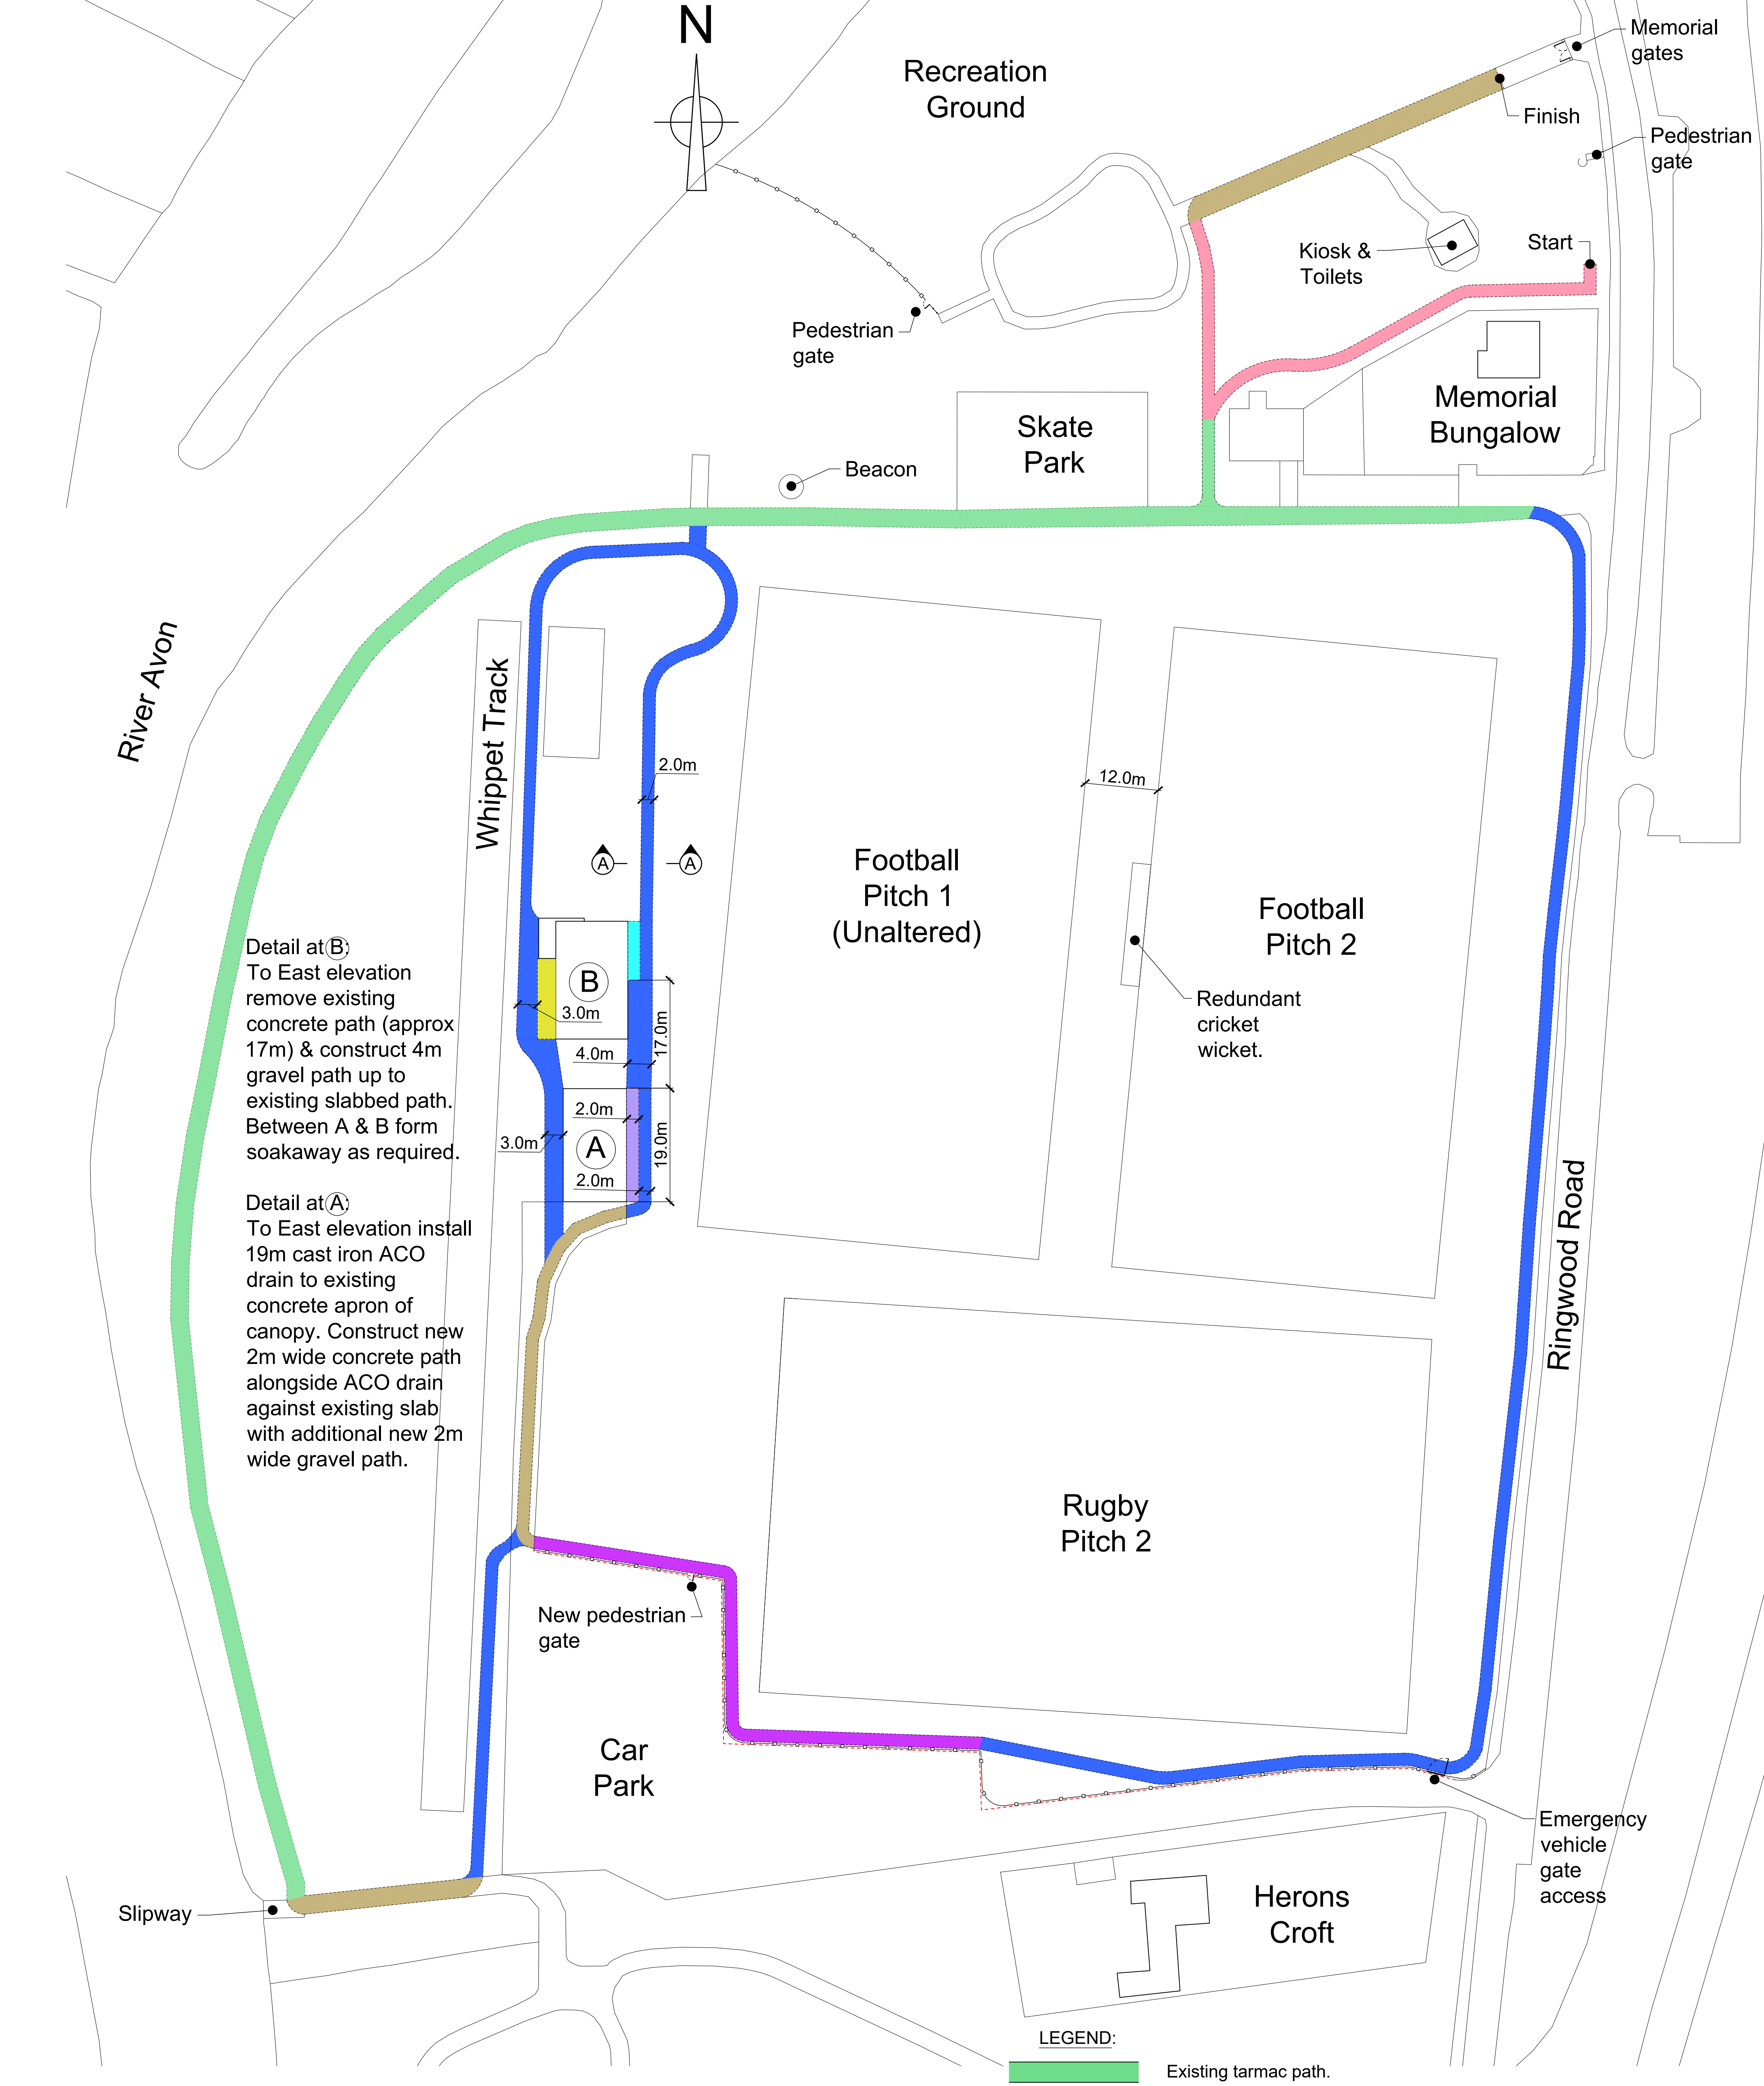 N
Recreation
Ground
Memorial
gates
Finish
Pedestrian
gate
Start
Kiosk &
Toilets
Pedestrian
gate
Memorial
Bungalow
Skate
Park
Beacon
River Avon
Whippet Track
2.0m
12.0m
A
A
Football
Pitch 1
(Unaltered)
Football
Pitch 2
Detail at B:
To East elevation
remove existing
concrete path (approx
17m) & construct 4m
gravel path up to
existing slabbed path.
Between A & B form
soakaway as required.
B
3.0m
4.0m
17.0m
Redundant
cricket
wicket.
2.0m
3.0m
A
19.0m
2.0m
Detail at A:
To East elevation install
19m cast iron ACO
drain to existing
concrete apron of
canopy. Construct new
2m wide concrete path
alongside ACO drain
against existing slab
with additional new 2m
wide gravel path.
Ringwood Road
Rugby
Pitch 2
New pedestrian
gate
Car
Park
Emergency
vehicle
gate
access
Slipway
Herons
Croft
LEGEND:
Existing tarmac path.